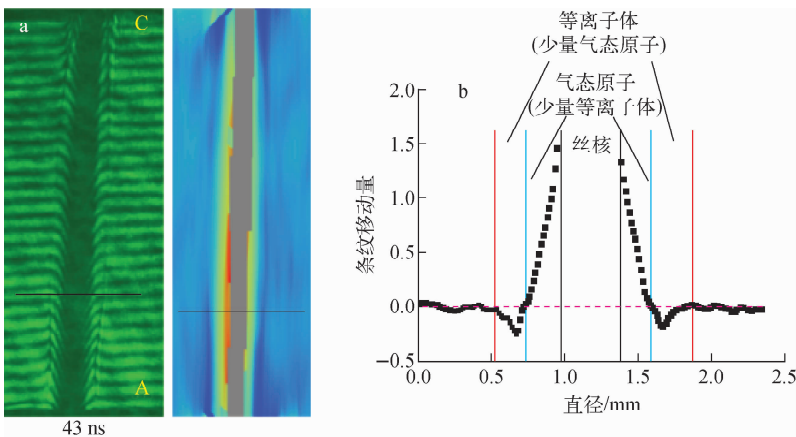 a
C
A
43 ns
b
等离子体
(少量气态原子)
气态原子
(少量等离子体)
丝核
条纹移动量
2.0
1.5
1.0
0.5
0.0
−0.5
0.0
0.5
1.0
1.5
2.0
2.5
直径/mm